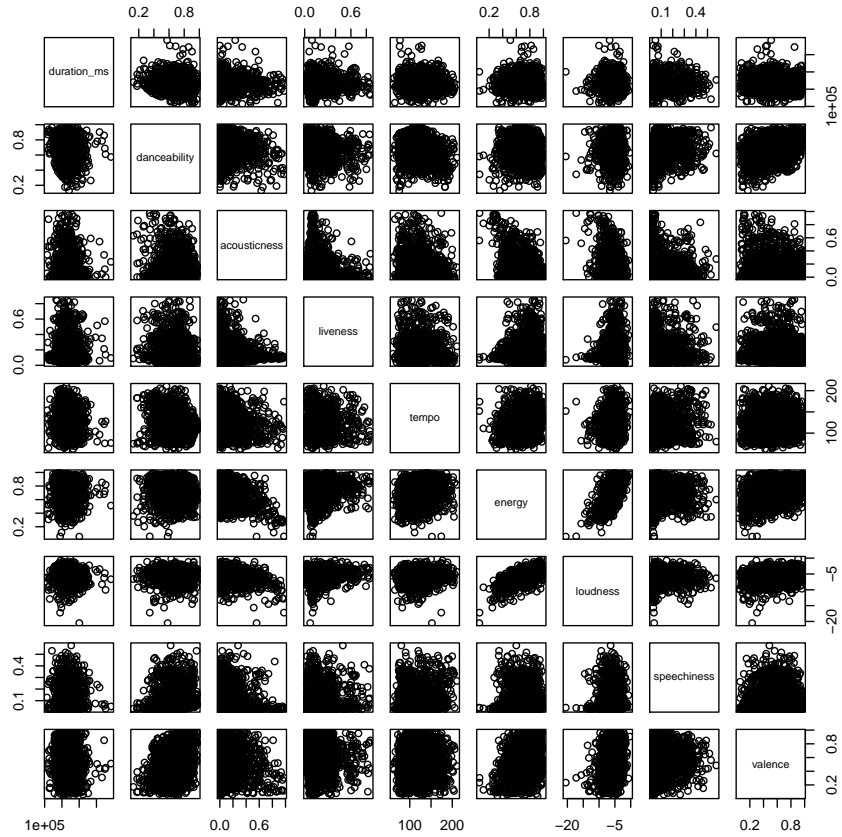 0.2 0.8 0.0 0.6 0.2 0.8 0.1 0.4
duration_ms
1e+05
0.2 0.8
danceability
acousticness
0.0 0.6
0.0 0.6
liveness
tempo
100 200
0.2 0.8
energy
loudness
−20 −5
0.1 0.4
speechiness
valence
0.2 0.8
1e+05 0.0 0.6 100 200 −20 −5 0.2 0.8